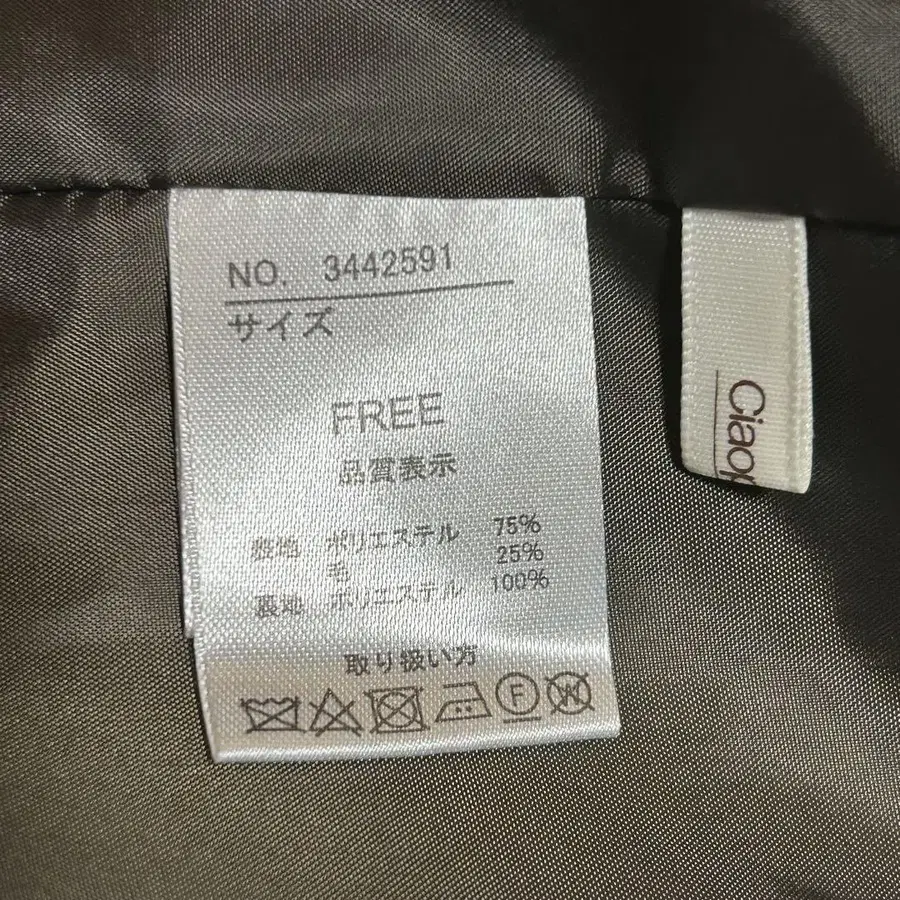 NO. 3442591
サイズ
FREE
品質表示
表地 ポリエステル 75%
毛 25%
裏地 ポリエステル 100%
取り扱い方
F W
Ciaop